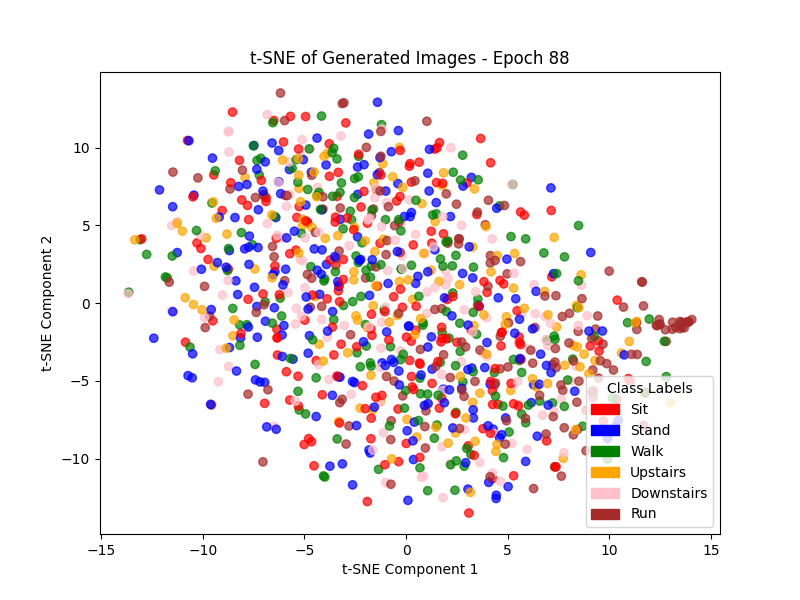 t-SNE of Generated Images - Epoch 88
t-SNE Component 2
10
5
0
−5
−10
−15
−10
−5
0
5
10
15
t-SNE Component 1
Class Labels
Sit
Stand
Walk
Upstairs
Downstairs
Run